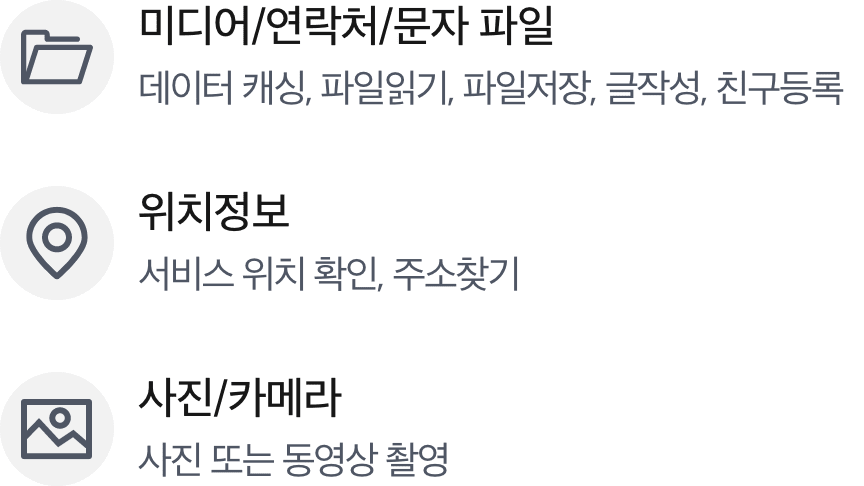 미디어/연락처/문자 파일
데이터 캐싱, 파일읽기, 파일저장, 글작성, 친구등록
위치정보
서비스 위치 확인, 주소찾기
사진/카메라
사진 또는 동영상 촬영